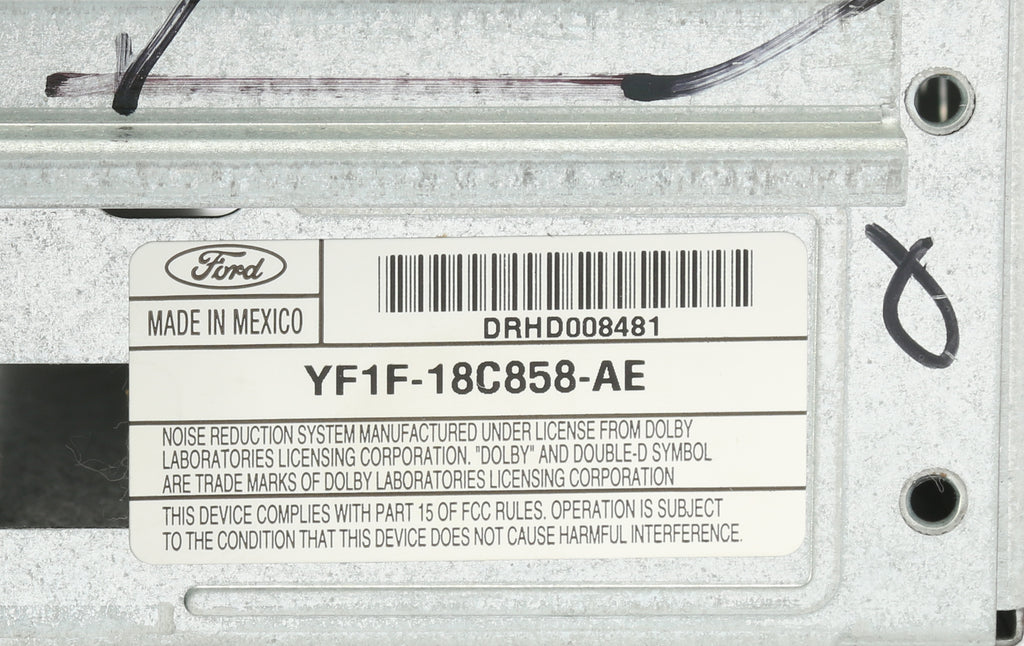 Ford
MADE IN MEXICO
DRHD008481
YF1F-18C858-AE
NOISE REDUCTION SYSTEM MANUFACTURED UNDER LICENSE FROM DOLBY
LABORATORIES LICENSING CORPORATION, "DOLBY" AND DOUBLE-D SYMBOL
ARE TRADE MARKS OF DOLBY LABORATORIES LICENSING CORPORATION
THIS DEVICE COMPLIES WITH PART 15 OF FCC RULES. OPERATION IS SUBJECT
TO THE CONDITION THAT THIS DEVICE DOES NOT CAUSE HARMFUL INTERFERENCE.